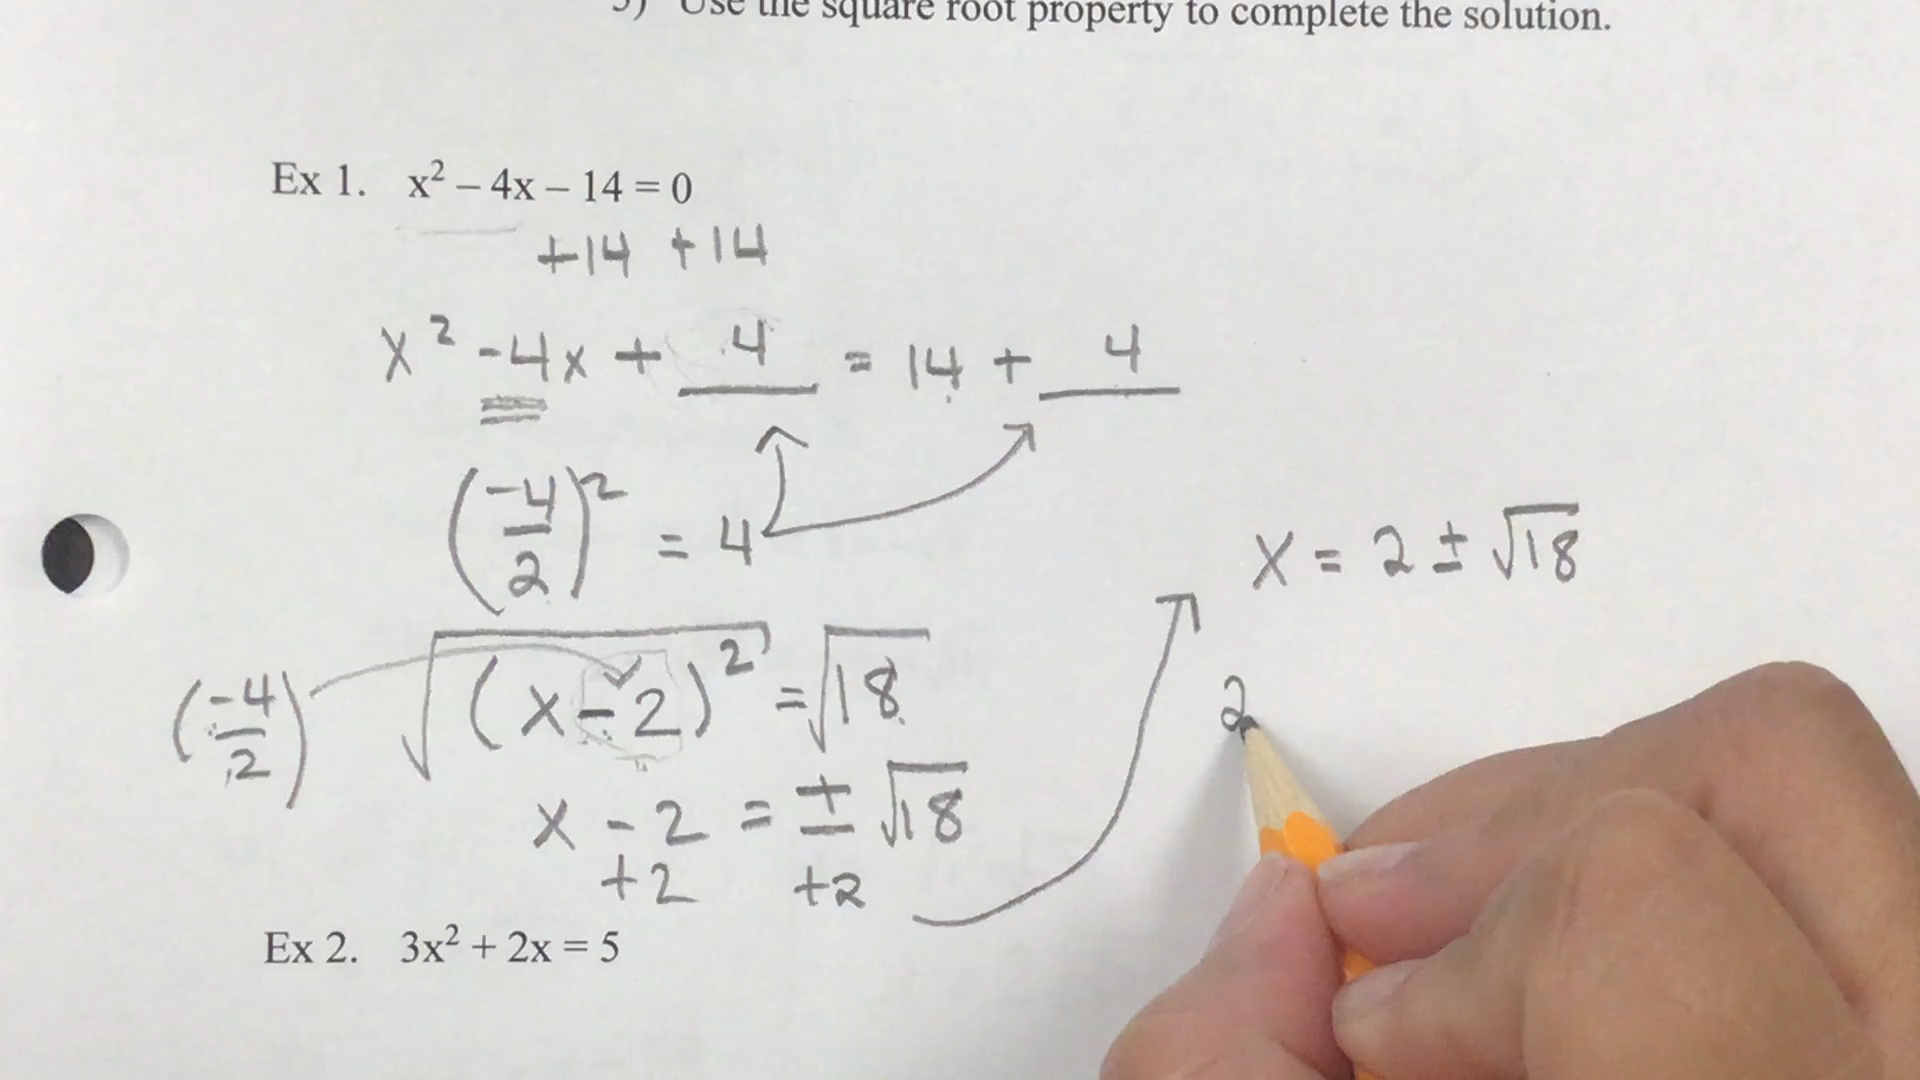 Use the square root property to complete the solution.
Ex 1. x² – 4x – 14 = 0
+14 +14
x² -4x + 4 = 14 + 4
(-4/2)² = 4
x = 2 ± √18
(-4/2) √(x-2)² = √18
2
x - 2 = ± √18
+2 +2
Ex 2. 3x² + 2x = 5